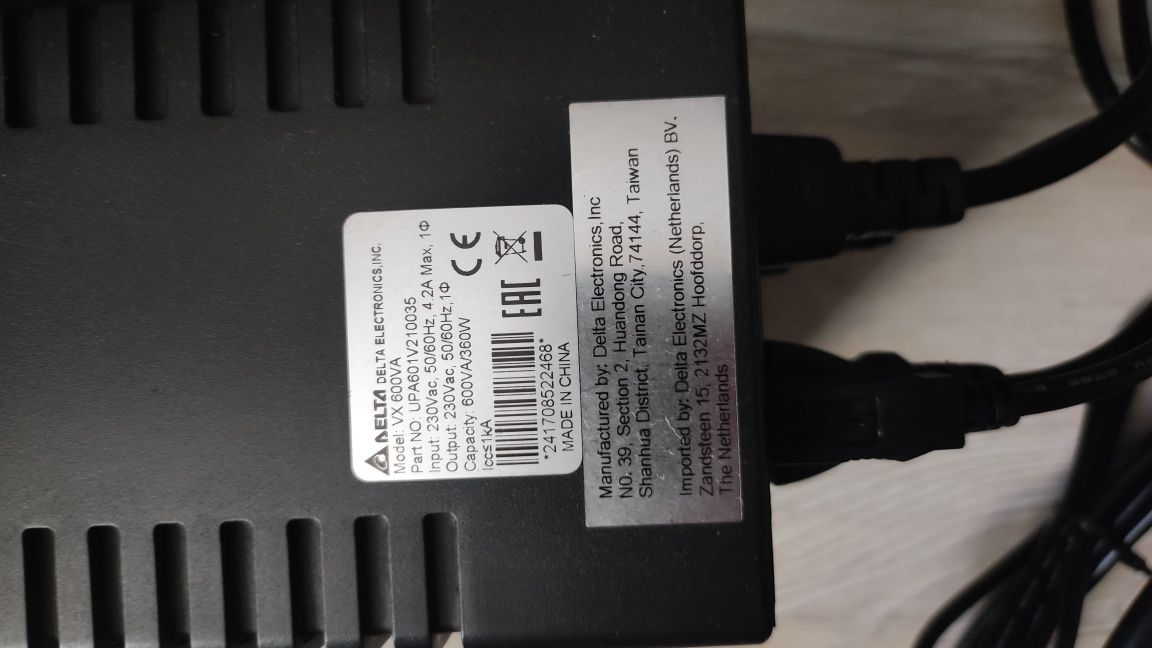 DELTA DELTA ELECTRONICS,INC.
Model: VX 600VA
Part NO.: UPA601V210035
Input: 230Vac, 50/60Hz, 4.2A Max, 1Φ
Output: 230Vac, 50/60Hz,1Φ
Capacity: 600VA/360W
Icc≤1kA
CE
EAC
*24170852246​8*
MADE IN CHINA
Manufactured by: Delta Electronics,Inc
N0. 39, Section 2, Huandong Road,
Shanhua District, Tainan City,74144, Taiwan
Imported by: Delta Electronics (Netherlands) BV.
Zandsteen 15, 2132MZ Hoofddorp,
The Netherlands